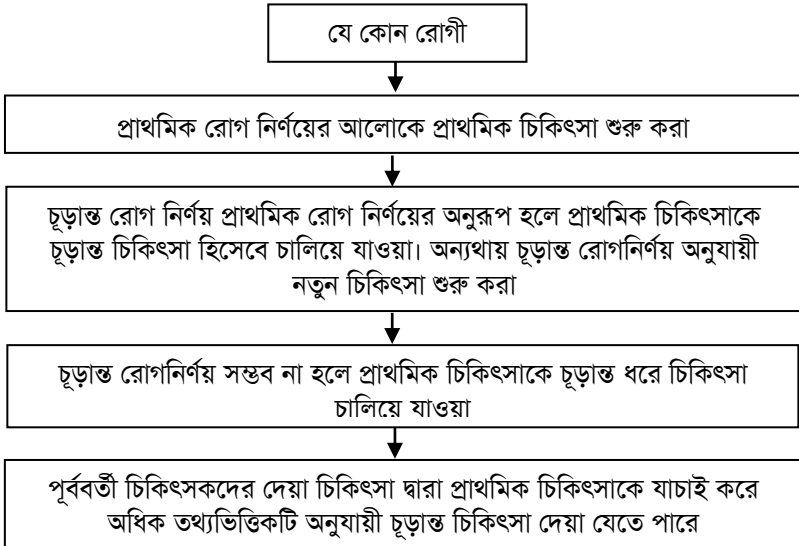 যে কোন রোগী
প্রাথমিক রোগ নির্ণয়ের আলোকে প্রাথমিক চিকিৎসা শুরু করা
চূড়ান্ত রোগ নির্ণয় প্রাথমিক রোগ নির্ণয়ের অনুরূপ হলে প্রাথমিক চিকিৎসাকে
চূড়ান্ত চিকিৎসা হিসেবে চালিয়ে যাওয়া। অন্যথায় চূড়ান্ত রোগনির্ণয় অনুযায়ী
নতুন চিকিৎসা শুরু করা
চূড়ান্ত রোগনির্ণয় সম্ভব না হলে প্রাথমিক চিকিৎসাকে চূড়ান্ত ধরে চিকিৎসা
চালিয়ে যাওয়া
পূর্ববর্তী চিকিৎসকদের দেয়া চিকিৎসা দ্বারা প্রাথমিক চিকিৎসাকে যাচাই করে
অধিক তথ্যভিত্তিকটি অনুযায়ী চূড়ান্ত চিকিৎসা দেয়া যেতে পারে